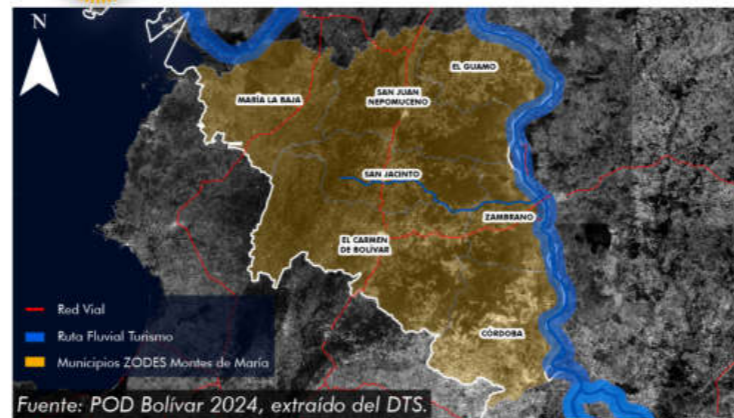 N
EL GUAMO
MARÍA LA BAJA
SAN JUAN
NEPOMUCENO
SAN JACINTO
ZAMBRANO
EL CARMEN
DE BOLÍVAR
CÓRDOBA
Red Vial
Ruta Fluvial Turismo
Municipios ZODES Montes de María
Fuente: POD Bolívar 2024, extraído del DTS.